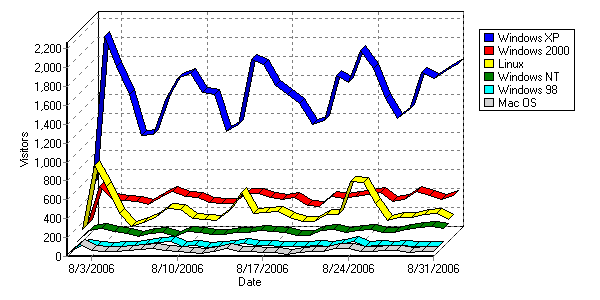 2,200
2,000
1,800
1,600
1,400
1,200
1,000
800
600
400
200
0
Visitors
8/3/2006
8/10/2006
8/17/2006
8/24/2006
8/31/2006
Date
Windows XP
Windows 2000
Linux
Windows NT
Windows 98
Mac OS